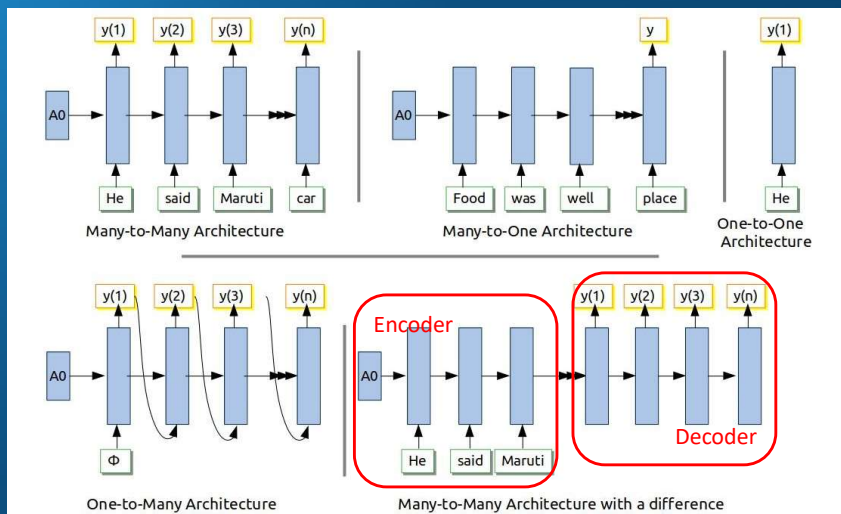 y(1) y(2) y(3) y(n)
A0
He said Maruti car
Many-to-Many Architecture
y
A0
Food was well place
Many-to-One Architecture
y(1)
He
One-to-One
Architecture
y(1) y(2) y(3) y(n)
A0
Φ
One-to-Many Architecture
Encoder
A0
He said Maruti
y(1) y(2) y(3) y(n)
Decoder
Many-to-Many Architecture with a difference